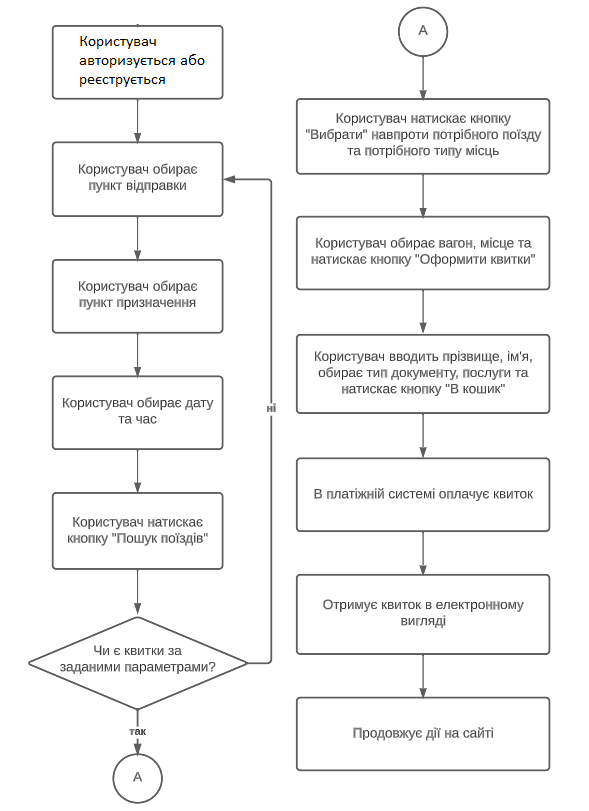 Користувач
авторизується або
реєструється
Користувач обирає
пункт відправки
Користувач обирає
пункт призначення
Користувач обирає дату
та час
Користувач натискає
кнопку "Пошук поїздів"
Чи є квитки за
заданими параметрами?
ні
так
А
А
Користувач натискає кнопку
"Вибрати" навпроти потрібного поїзду
та потрібного типу місць
Користувач обирає вагон, місце та
натискає кнопку "Оформити квитки"
Користувач вводить прізвище, ім'я,
обирає тип документу, послуги та
натискає кнопку "В кошик"
В платіжній системі оплачує квиток
Отримує квиток в електронному
вигляді
Продовжує дії на сайті